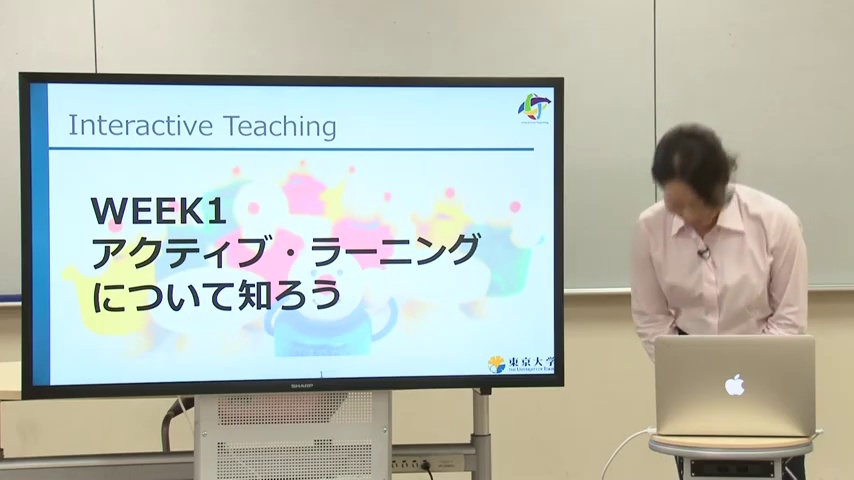 Interactive Teaching
WEEK1
アクティブ・ラーニング
について知ろう
東京大学
SHARP